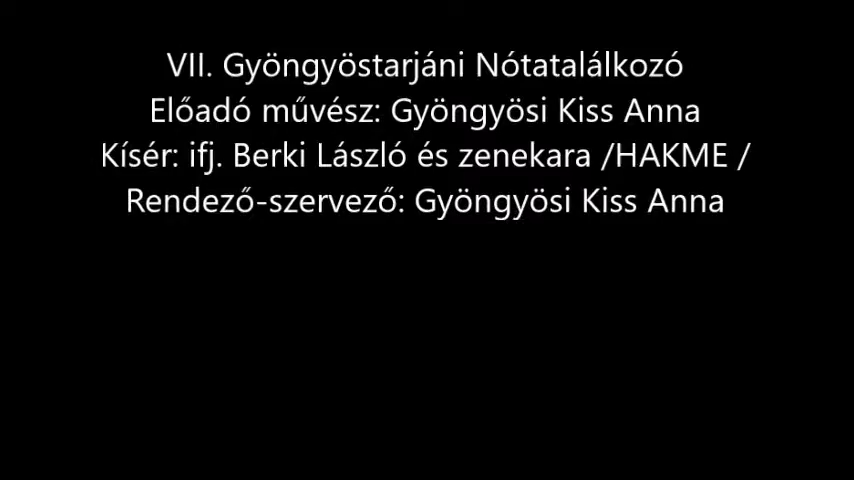 VII. Gyöngyöstarjáni Nótatalálkozó
Előadó művész: Gyöngyösi Kiss Anna
Kísér: ifj. Berki László és zenekara /HAKME /
Rendező-szervező: Gyöngyösi Kiss Anna